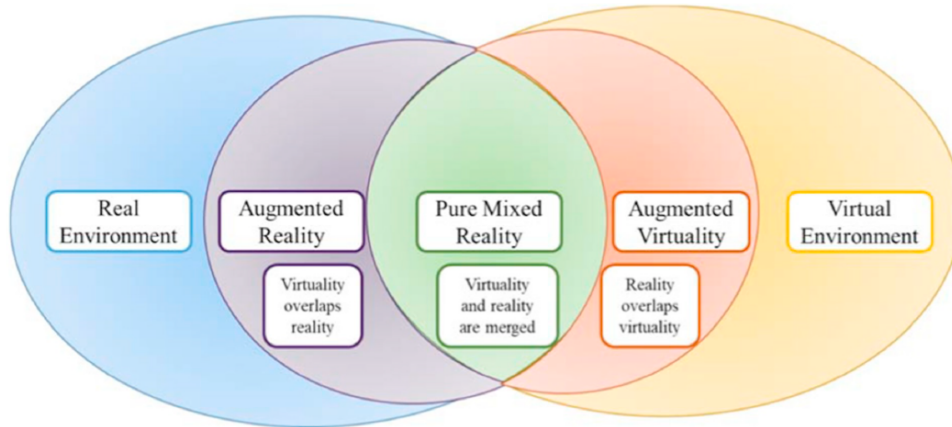 Real
Environment
Augmented
Reality
Pure Mixed
Reality
Augmented
Virtuality
Virtual
Environment
Virtuality
overlaps
reality
Virtuality
and reality
are merged
Reality
overlaps
virtuality